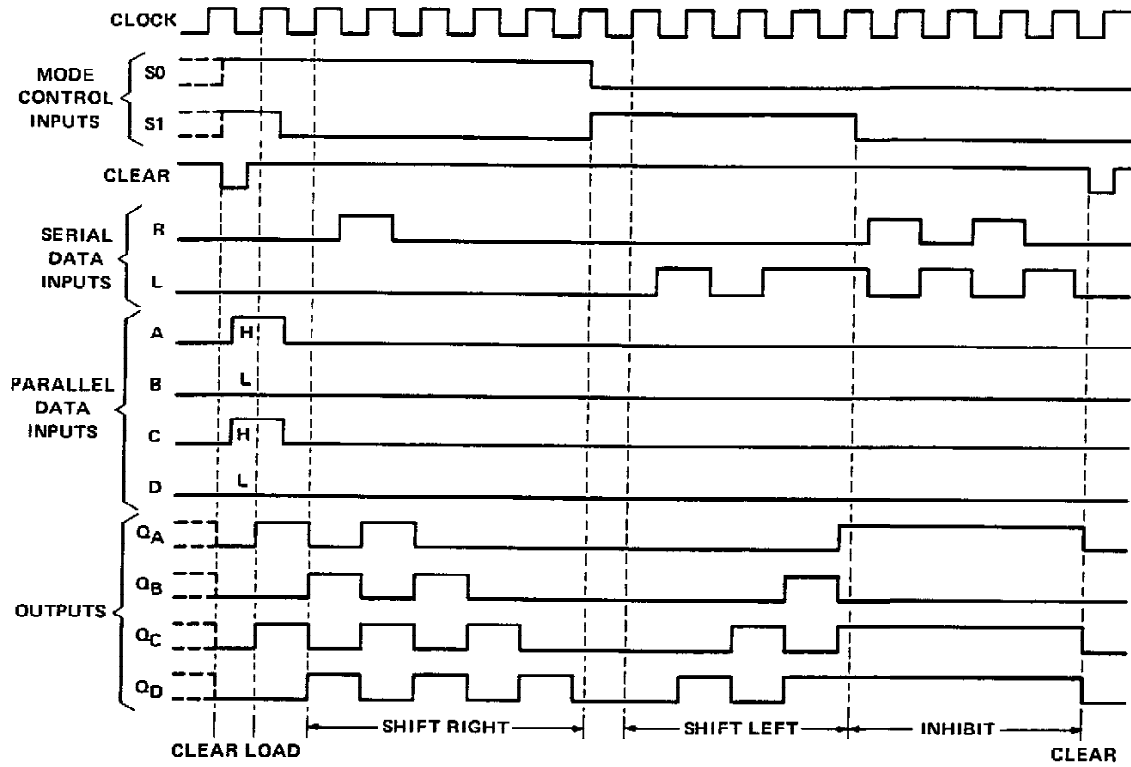 CLOCK
MODE
CONTROL
INPUTS
S0
S1
CLEAR
SERIAL
DATA
INPUTS
R
L
PARALLEL
DATA
INPUTS
A
H
B
L
C
H
D
L
OUTPUTS
QA
QB
QC
QD
SHIFT RIGHT
SHIFT LEFT
INHIBIT
CLEAR LOAD
CLEAR